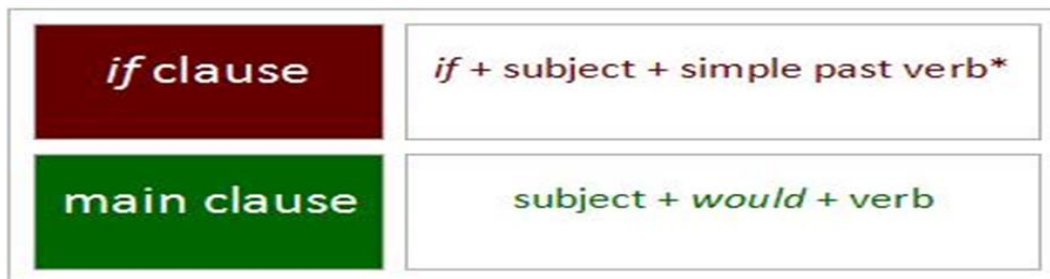 if clause
if + subject + simple past verb*
main clause
subject + would + verb